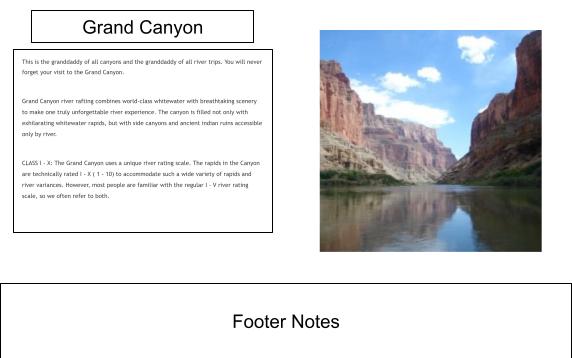 Grand Canyon
This is the granddaddy of all canyons and the granddaddy of all river trips. You will never
forget your visit to the Grand Canyon.
Grand Canyon river rafting combines world-class whitewater with breathtaking scenery
to make one truly unforgettable river experience. The canyon is filled not only with
exhilarating whitewater rapids, but with side canyons and ancient indian ruins accessible
only by river.
CLASS I - X: The Grand Canyon uses a unique river rating scale. The rapids in the Canyon
are technically rated I - X ( 1 - 10) to accommodate such a wide variety of rapids and
river variances. However, most people are familiar with the regular I - V river rating
scale, so we often refer to both.
Footer Notes